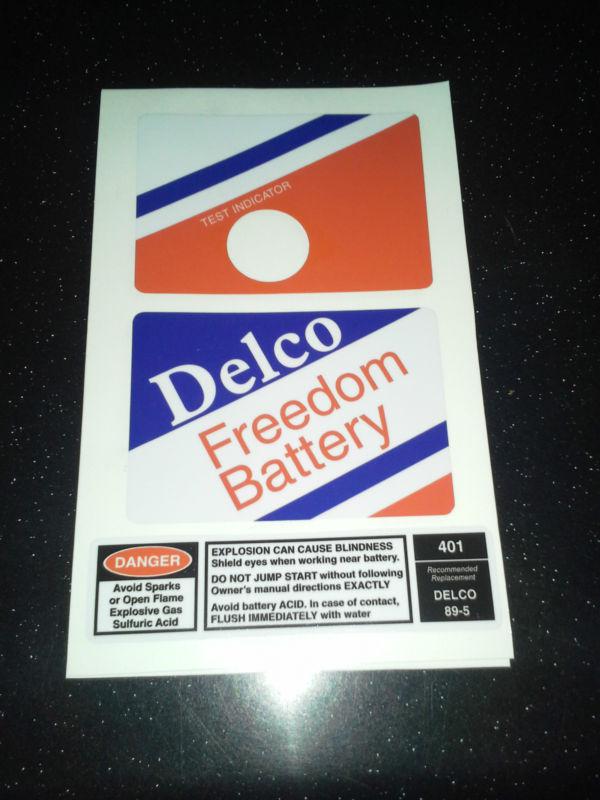 TEST INDICATOR
Delco
Freedom
Battery
DANGER
Avoid Sparks
or Open Flame
Explosive Gas
Sulfuric Acid
EXPLOSION CAN CAUSE BLINDNESS
Shield eyes when working near battery.
DO NOT JUMP START without following
Owner's manual directions EXACTLY
Avoid battery ACID. In case of contact,
FLUSH IMMEDIATELY with water
401
Recommended
Replacement
DELCO
89-5